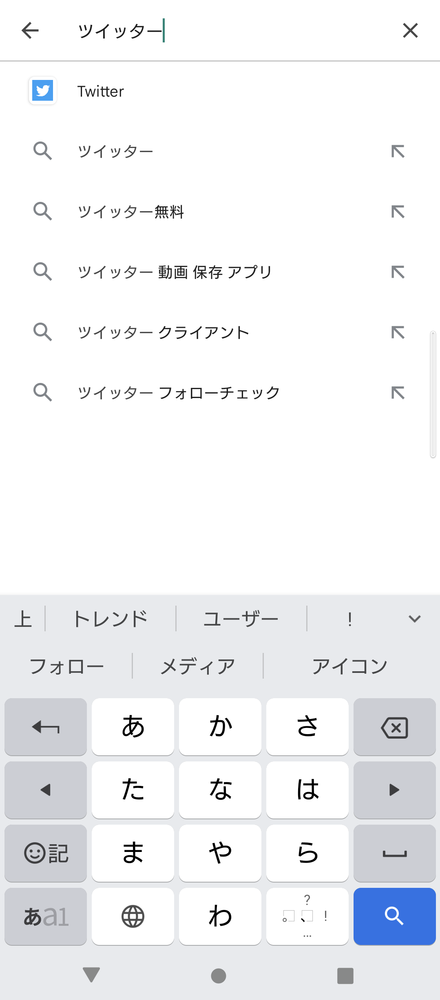 ツイッター
Twitter
ツイッター
ツイッター無料
ツイッター 動画 保存 アプリ
ツイッター クライアント
ツイッター フォローチェック
上 トレンド ユーザー !
フォロー メディア アイコン
あ か さ
た な は
記 ま や ら
あa1 わ 。 、 ? ! …